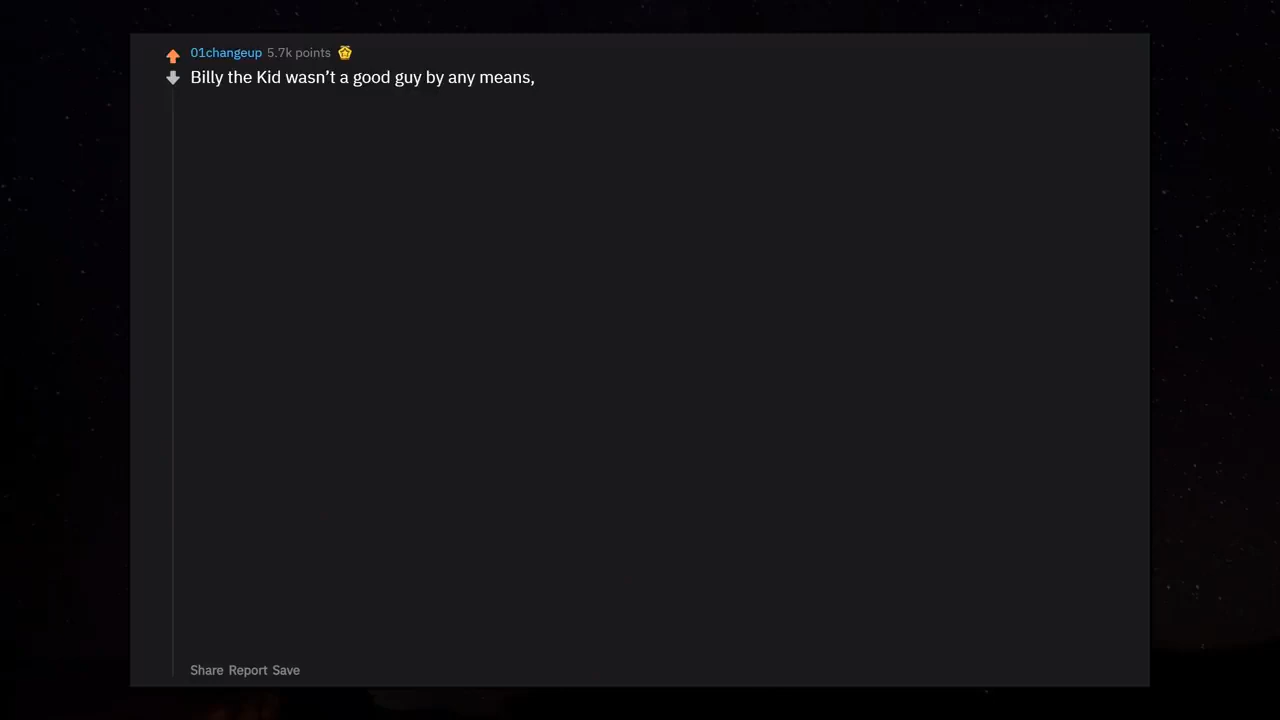 01changeup 5.7k points
Billy the Kid wasn’t a good guy by any means,
Share Report Save